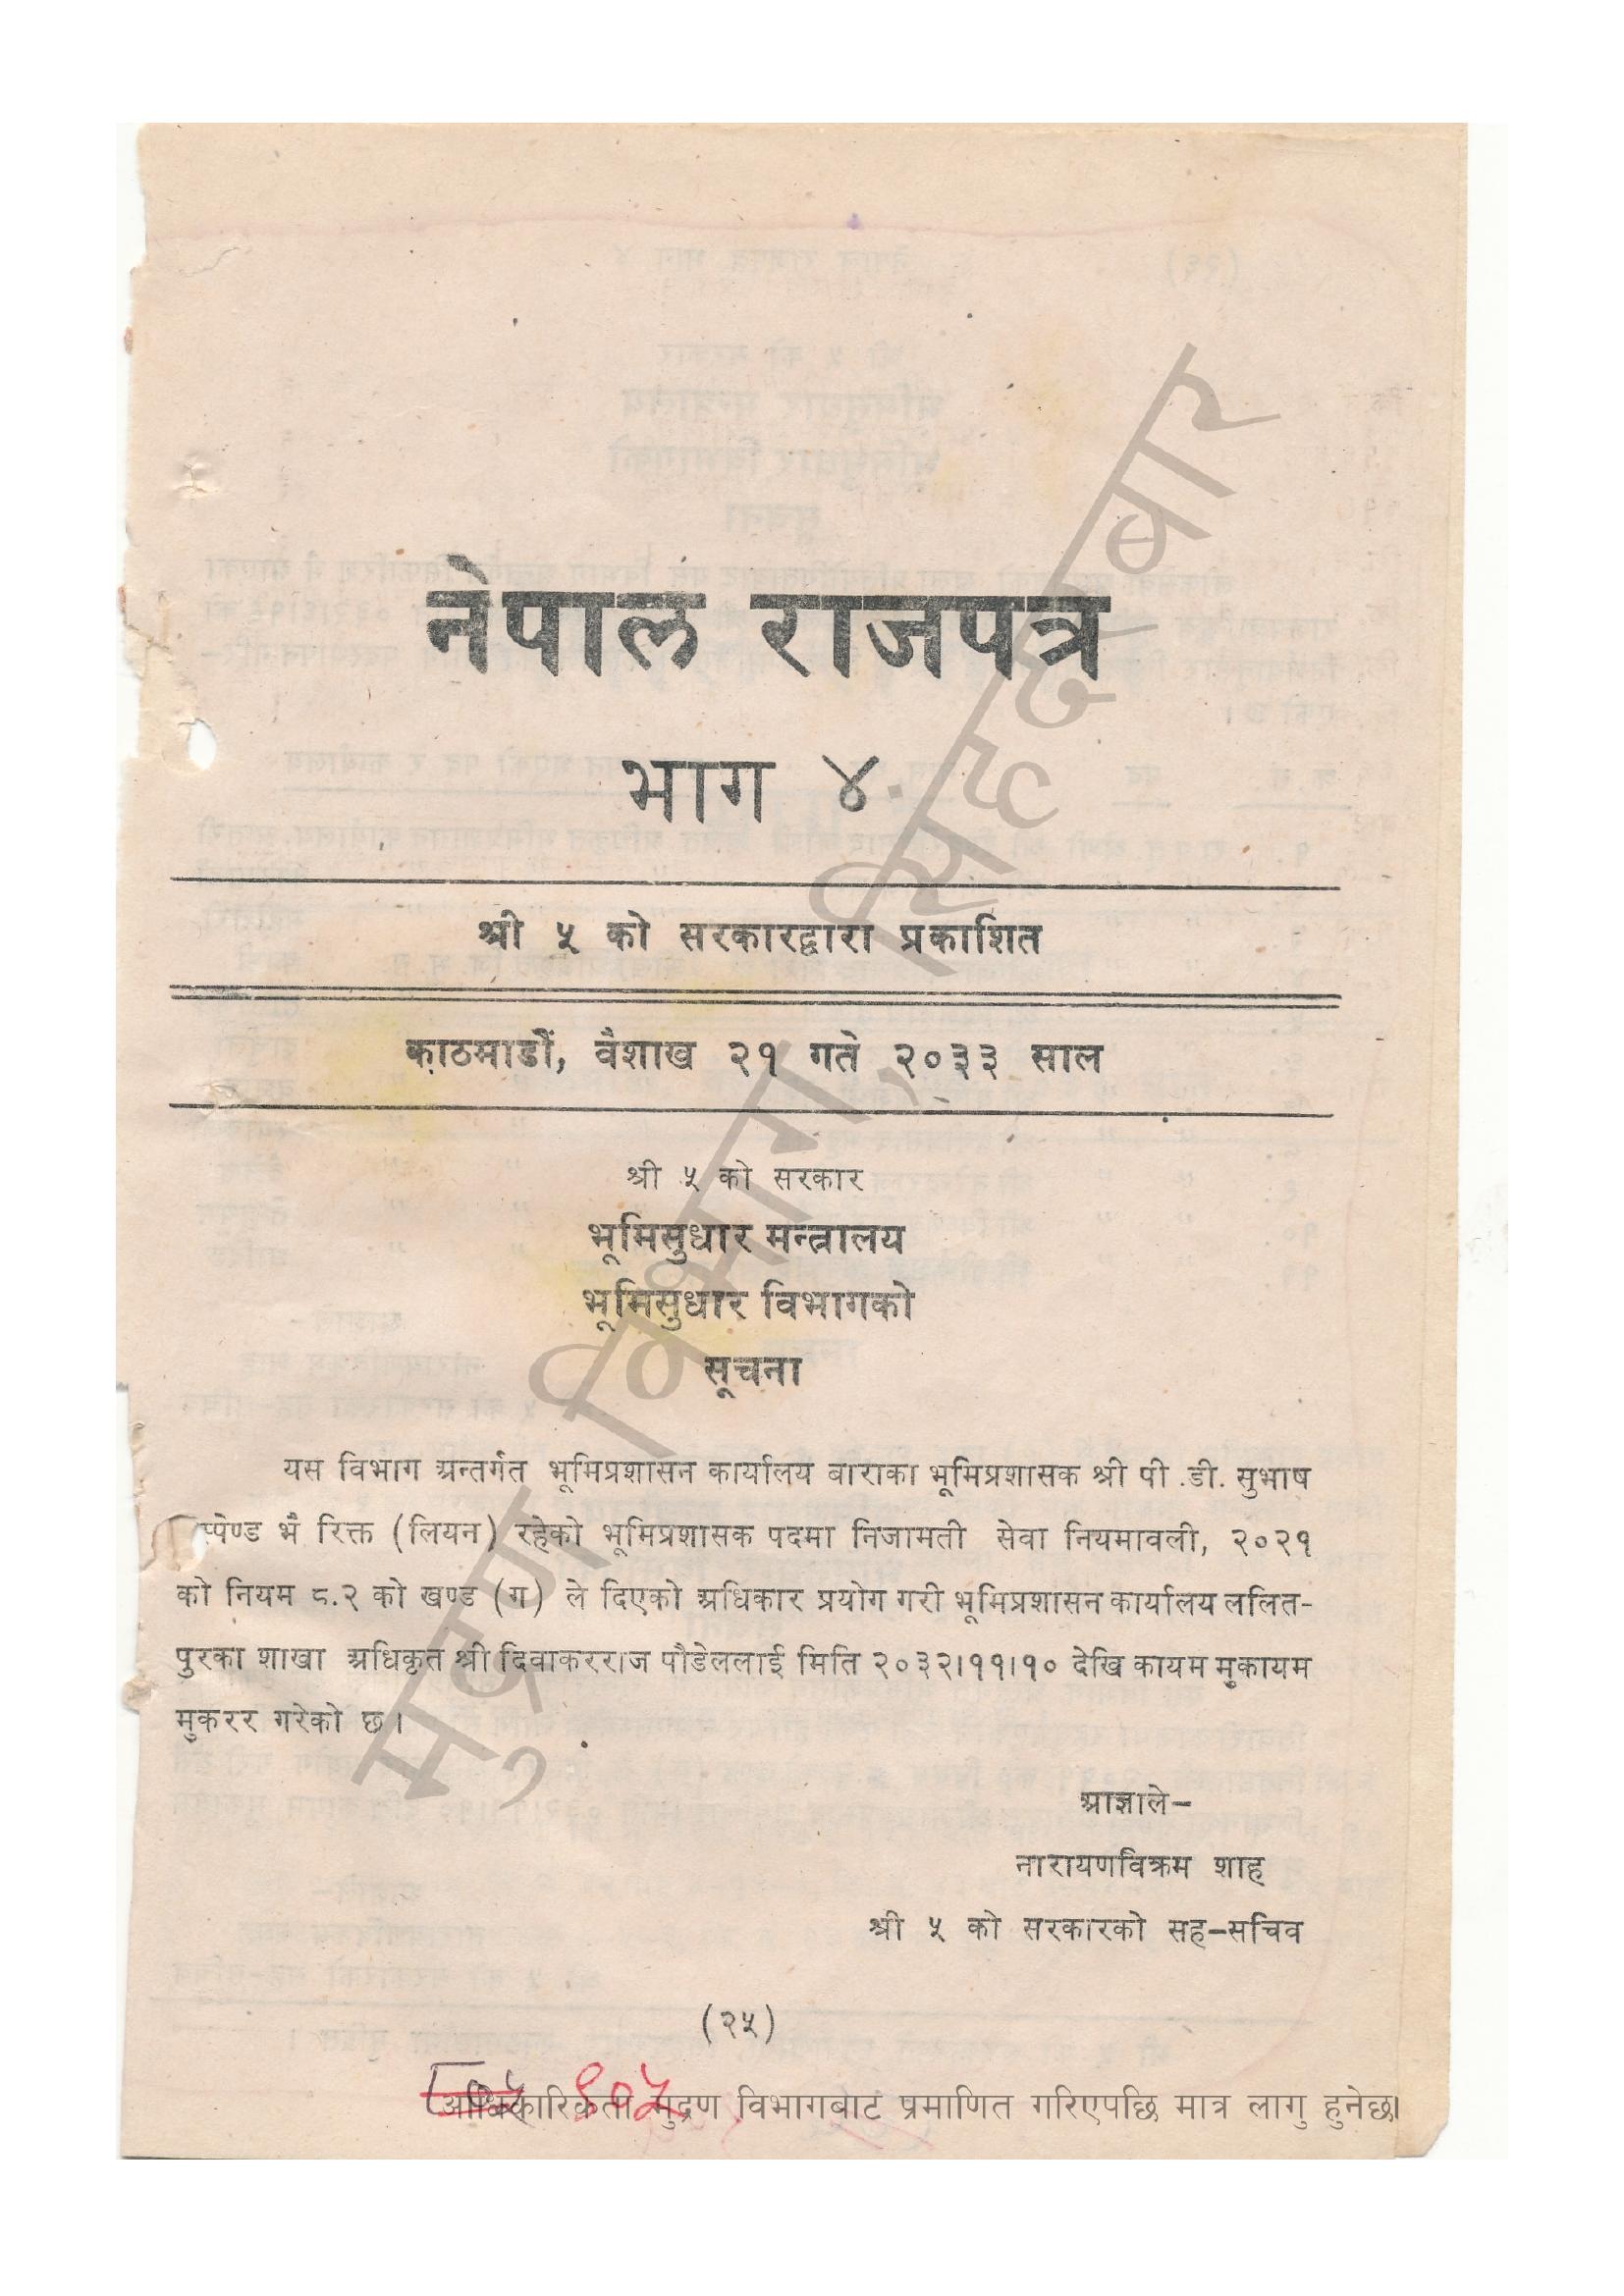 नेपाल राजपत्र
भाग ४
श्री ५ को सरकारद्वारा प्रकाशित
काठमाडौं, वैशाख २१ गते २०३३ साल
श्री ५ को सरकार
भूमिसुधार मन्त्रालय
भूमिसुधार विभागको
सूचना
यस विभाग अन्तर्गत भूमिप्रशासन कार्यालय बाराका भूमिप्रशासक श्री पी .डी. सुभाष
स्पेण्ड भै रिक्त (लियन) रहेको भूमिप्रशासक पदमा निजामती सेवा नियमावली, २०२१
को नियम ८.२ को खण्ड (ग) ले दिएको अधिकार प्रयोग गरी भूमिप्रशासन कार्यालय ललित-
पुरका शाखा अधिकृत श्री दिवाकरराज पौडेललाई मिति २०३२।११।१० देखि कायम मुकायम
मुकरर गरेको छ ।
आज्ञाले-
नारायणविक्रम शाह
श्री ५ को सरकारको सह-सचिव
(२५)
आधिकारिकता मुद्रण विभागबाट प्रमाणित गरिएपछि मात्र लागु हुनेछ।
मुद्रण विभाग, सिंहदरबार